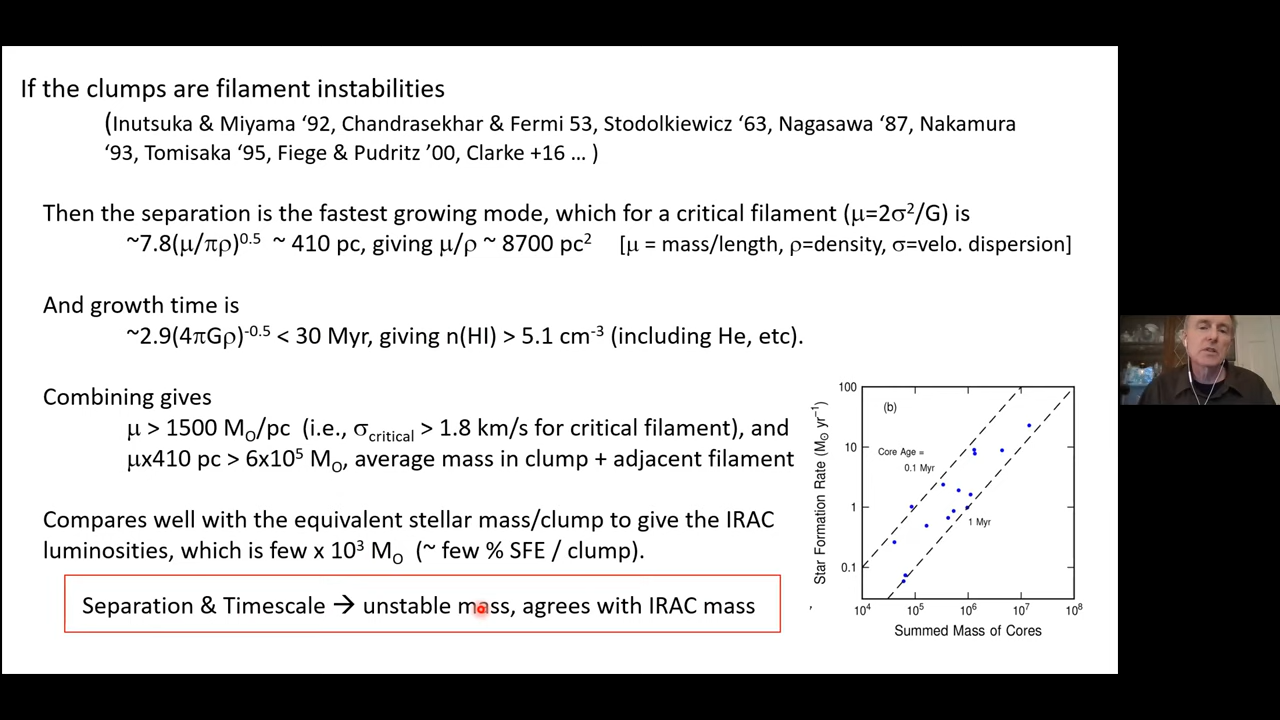 If the clumps are filament instabilities
(Inutsuka & Miyama ‘92, Chandrasekhar & Fermi 53, Stodolkiewicz ‘63, Nagasawa ‘87, Nakamura
‘93, Tomisaka ‘95, Fiege & Pudritz ’00, Clarke +16 … )
Then the separation is the fastest growing mode, which for a critical filament (μ=2σ²/G) is
~7.8(μ/πρ)^0.5 ~ 410 pc, giving μ/ρ ~ 8700 pc² [μ = mass/length, ρ=density, σ=velo. dispersion]
And growth time is
~2.9(4πGρ)^-0.5 < 30 Myr, giving n(HI) > 5.1 cm⁻³ (including He, etc).
Combining gives
μ > 1500 M_O/pc (i.e., σ_critical > 1.8 km/s for critical filament), and
μx410 pc > 6x10⁵ M_O, average mass in clump + adjacent filament
Compares well with the equivalent stellar mass/clump to give the IRAC
luminosities, which is few x 10³ M_O (~ few % SFE / clump).
Separation & Timescale → unstable mass, agrees with IRAC mass
Star Formation Rate (M⊙ yr⁻¹)
100
10
1
0.1
(b)
Core Age =
0.1 Myr
1 Myr
10⁴ 10⁵ 10⁶ 10⁷ 10⁸
Summed Mass of Cores